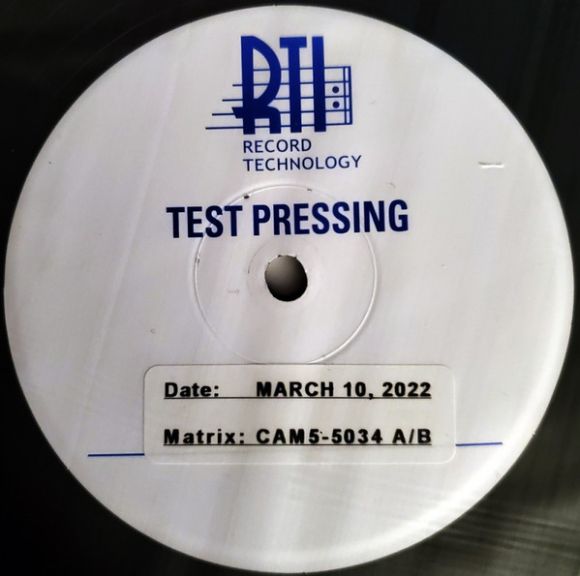 RTI
RECORD
TECHNOLOGY
TEST PRESSING
Date: MARCH 10, 2022
Matrix: CAM5-5034 A/B